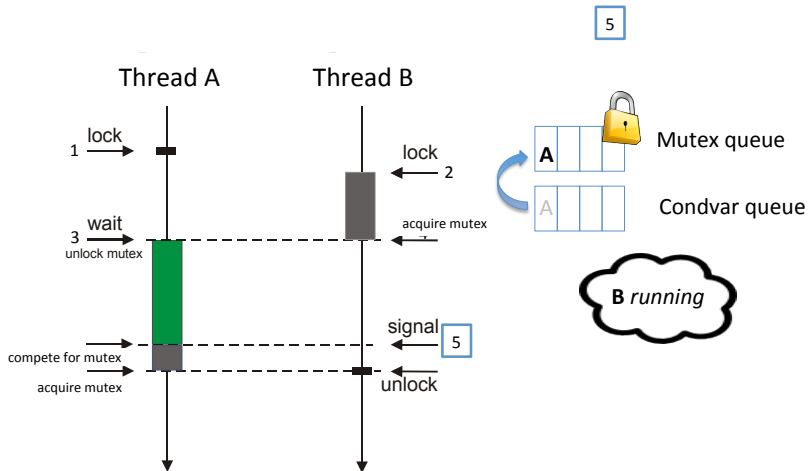 5
Thread A
Thread B
lock
1
lock
2
A
Mutex queue
A
Condvar queue
wait
3
unlock mutex
acquire mutex
B running
signal
5
compete for mutex
acquire mutex
unlock